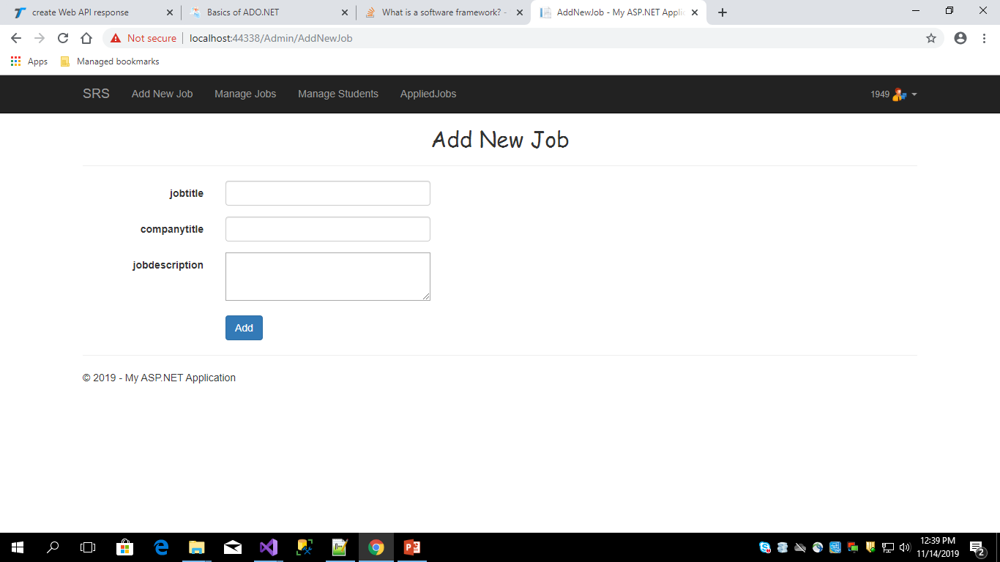 create Web API response
Basics of ADO.NET
What is a software framework? -
AddNewJob - My ASP.NET Applic
Not secure
localhost:44338/Admin/AddNewJob
Apps
Managed bookmarks
SRS Add New Job Manage Jobs Manage Students AppliedJobs 1949
Add New Job
jobtitle
companytitle
jobdescription
Add
© 2019 - My ASP.NET Application
12:39 PM
11/14/2019
2